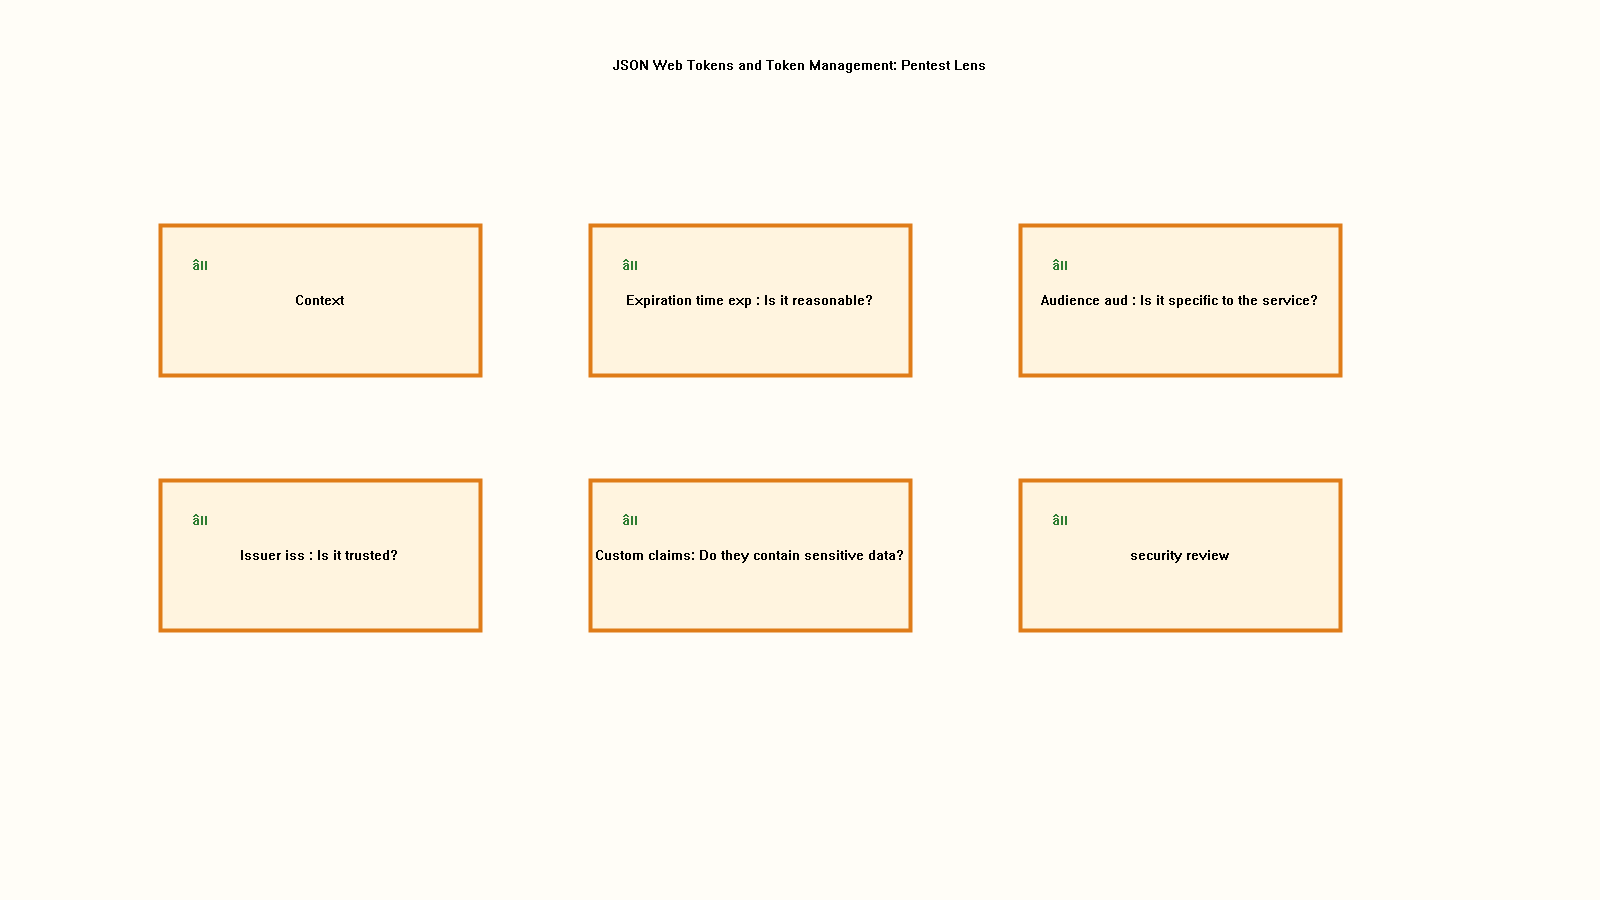 JSON Web Tokens and Token Management: Pentest Lens
âıı
âıı
âıı
Context
Expiration time exp : Is it reasonable?
Audience aud : Is it specific to the service?
âıı
âıı
âıı
Issuer iss : Is it trusted?
Custom claims: Do they contain sensitive data?
security review